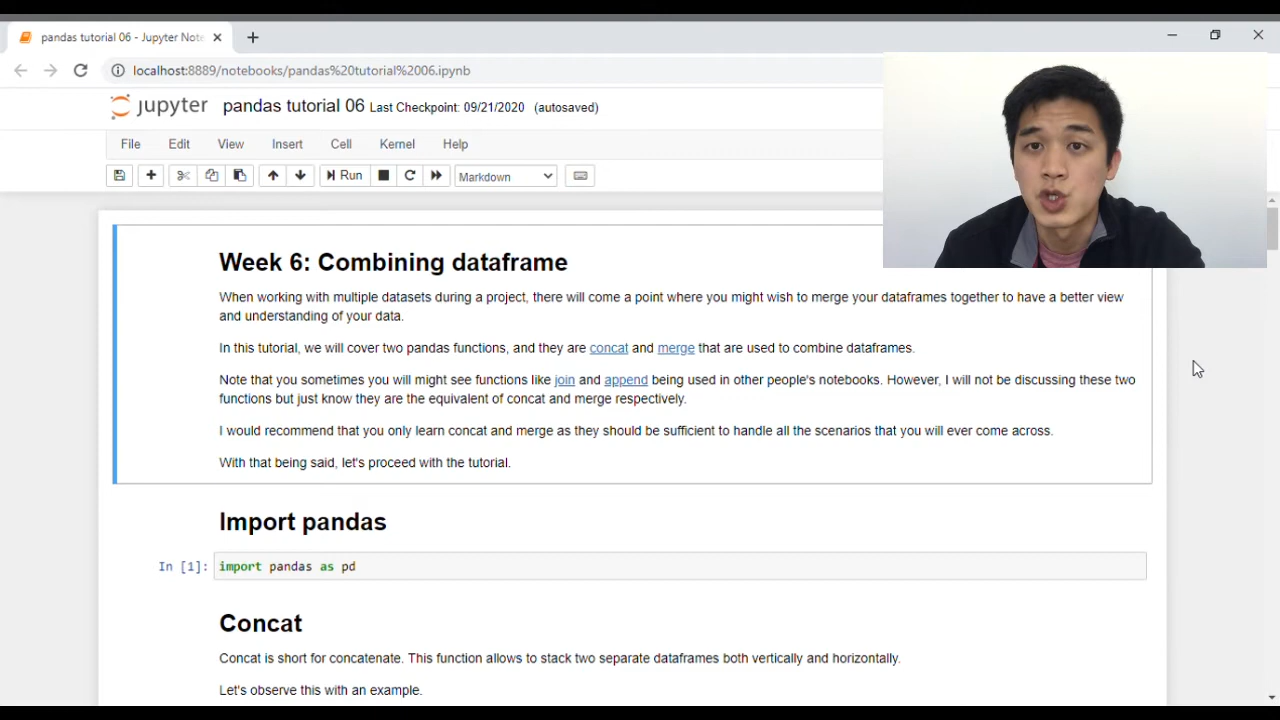 pandas tutorial 06 - Jupyter Note
localhost:8889/notebooks/pandas%20tutorial%2006.ipynb
jupyter pandas tutorial 06 Last Checkpoint: 09/21/2020 (autosaved)
File Edit View Insert Cell Kernel Help
Run Markdown
Week 6: Combining dataframe
When working with multiple datasets during a project, there will come a point where you might wish to merge your dataframes together to have a better view
and understanding of your data.
In this tutorial, we will cover two pandas functions, and they are concat and merge that are used to combine dataframes.
Note that you sometimes you will might see functions like join and append being used in other people's notebooks. However, I will not be discussing these two
functions but just know they are the equivalent of concat and merge respectively.
I would recommend that you only learn concat and merge as they should be sufficient to handle all the scenarios that you will ever come across.
With that being said, let's proceed with the tutorial.
Import pandas
In [1]: import pandas as pd
Concat
Concat is short for concatenate. This function allows to stack two separate dataframes both vertically and horizontally.
Let's observe this with an example.